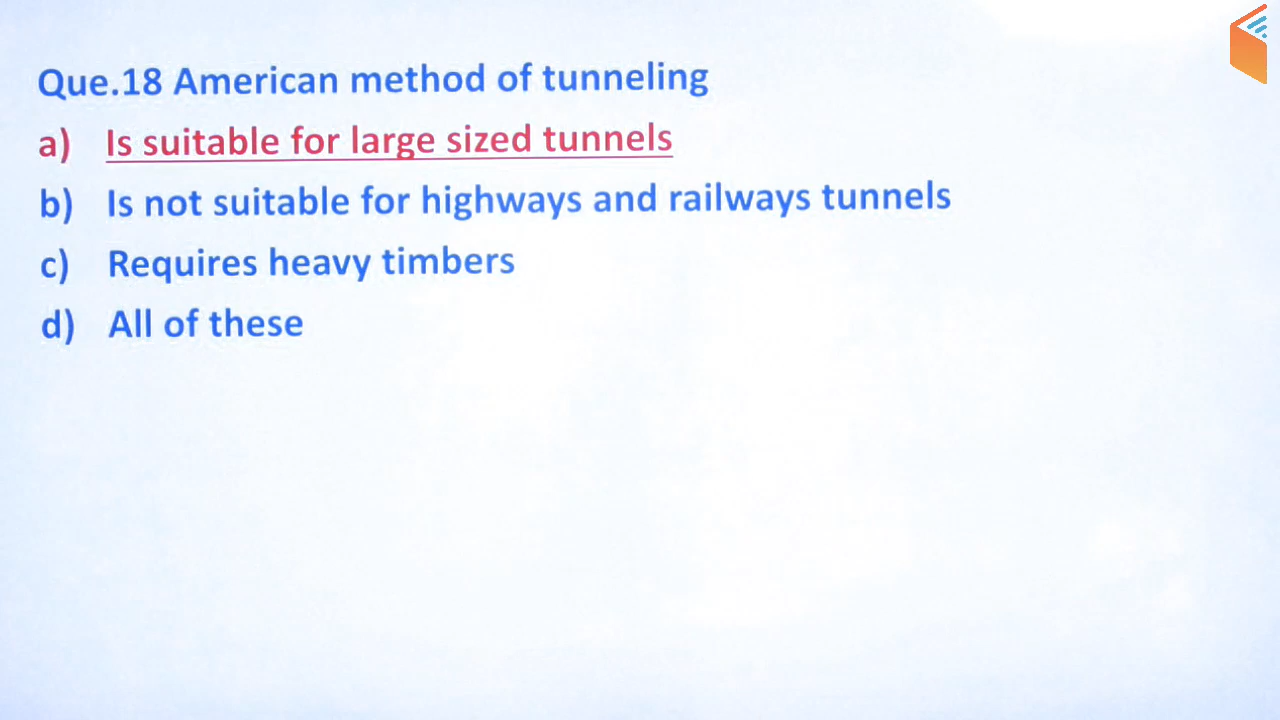 Que.18 American method of tunneling
a) Is suitable for large sized tunnels
b) Is not suitable for highways and railways tunnels
c) Requires heavy timbers
d) All of these